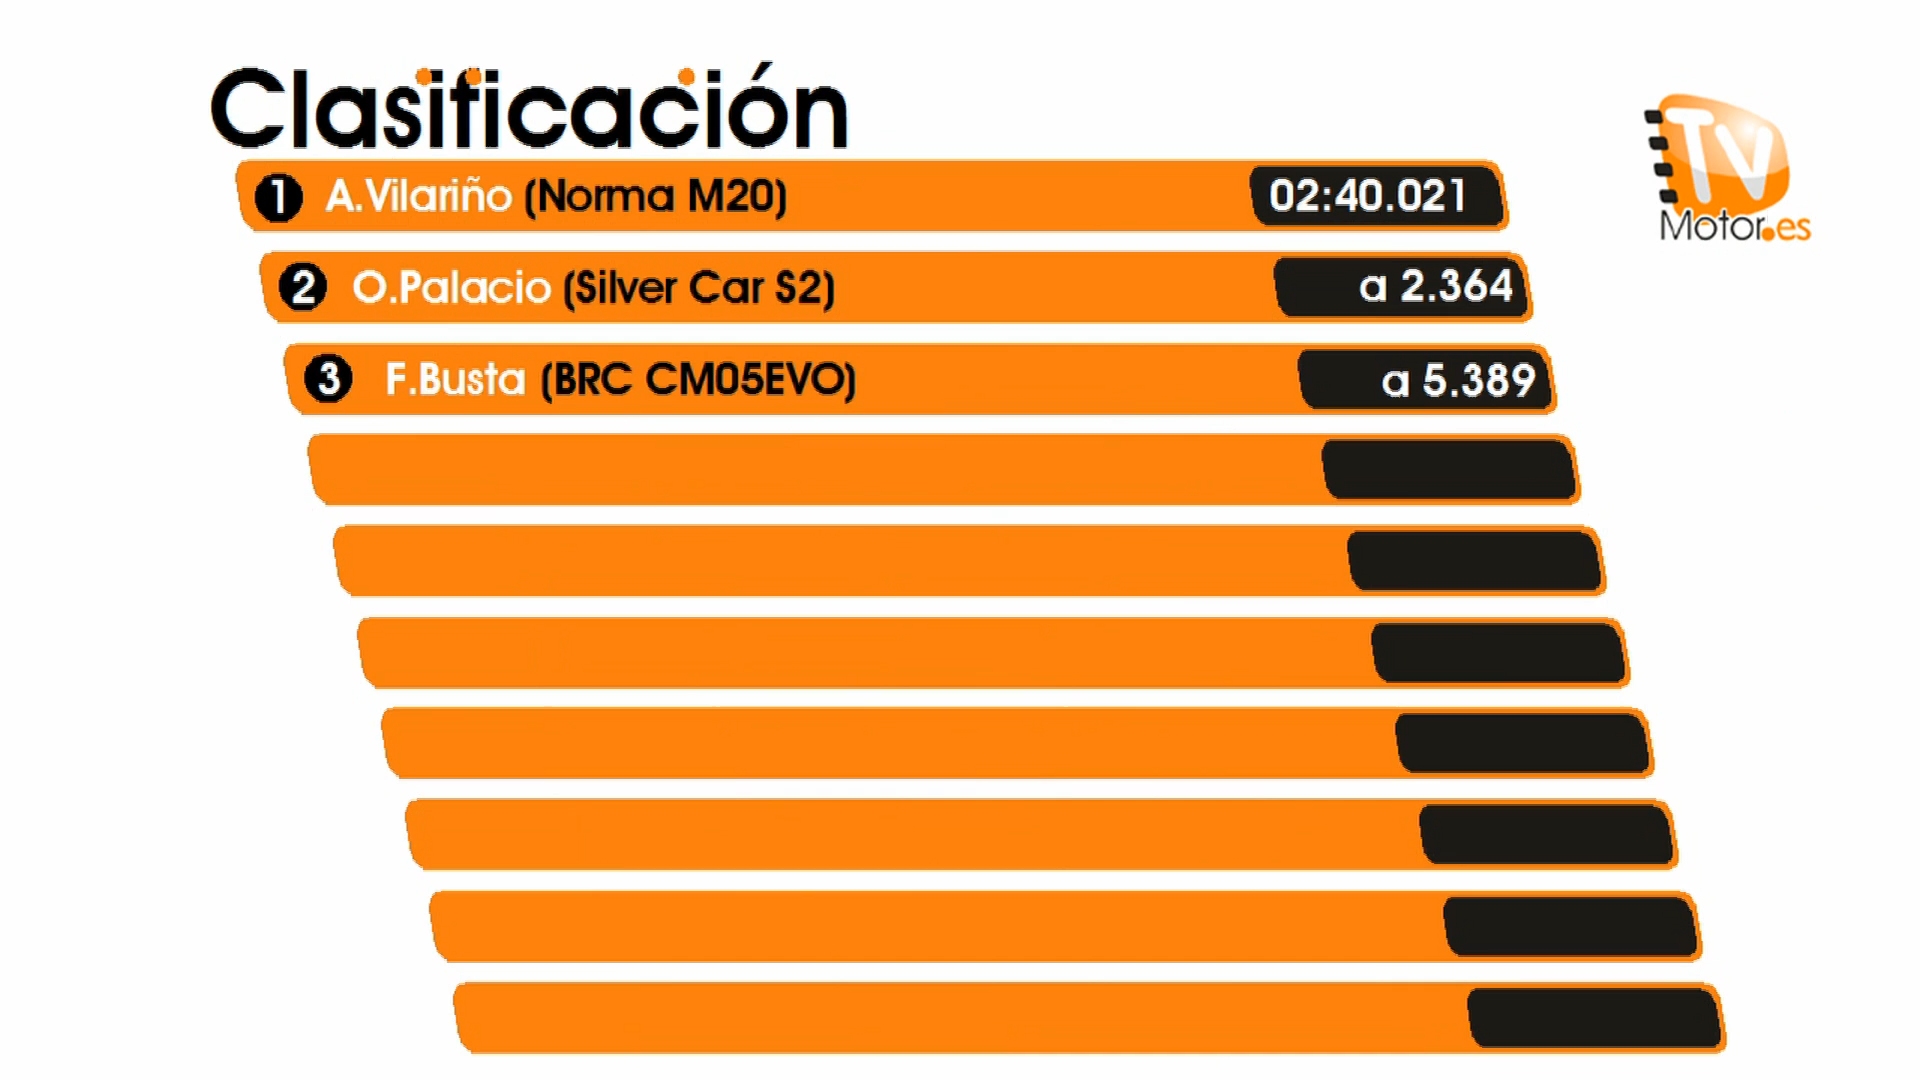 Clasificación
1 A.Vilariño (Norma M20) 02:40.021
2 O.Palacio (Silver Car S2) a 2.364
3 F.Busta (BRC CM05EVO) a 5.389
TV
Motor.es